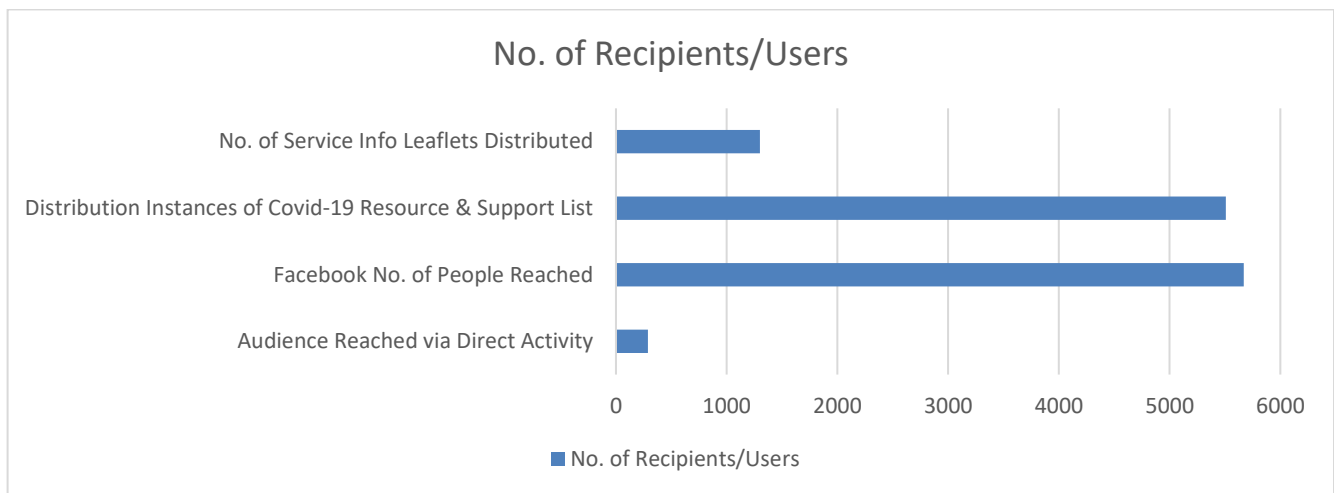 No. of Recipients/Users
No. of Service Info Leaflets Distributed
Distribution Instances of Covid-19 Resource & Support List
Facebook No. of People Reached
Audience Reached via Direct Activity
0 1000 2000 3000 4000 5000 6000
No. of Recipients/Users